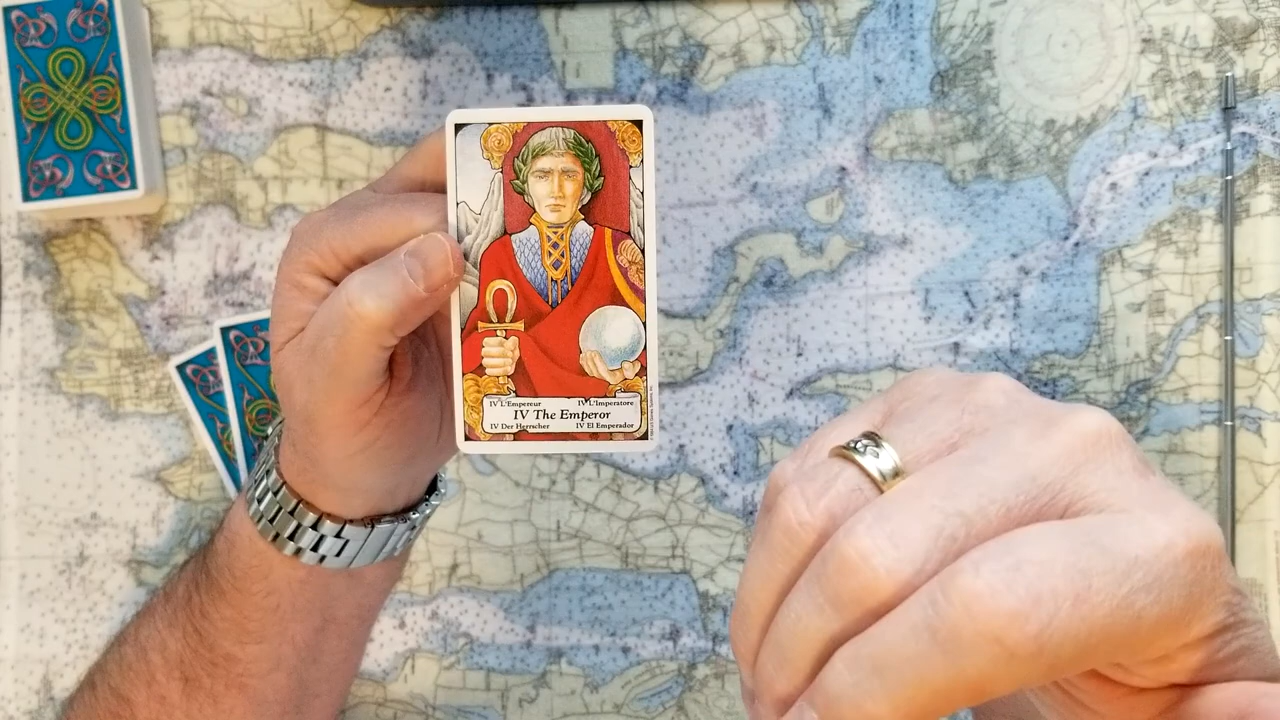 IV L'Empereur IV L'Imperatore
IV The Emperor
IV Der Herrscher IV El Emperador